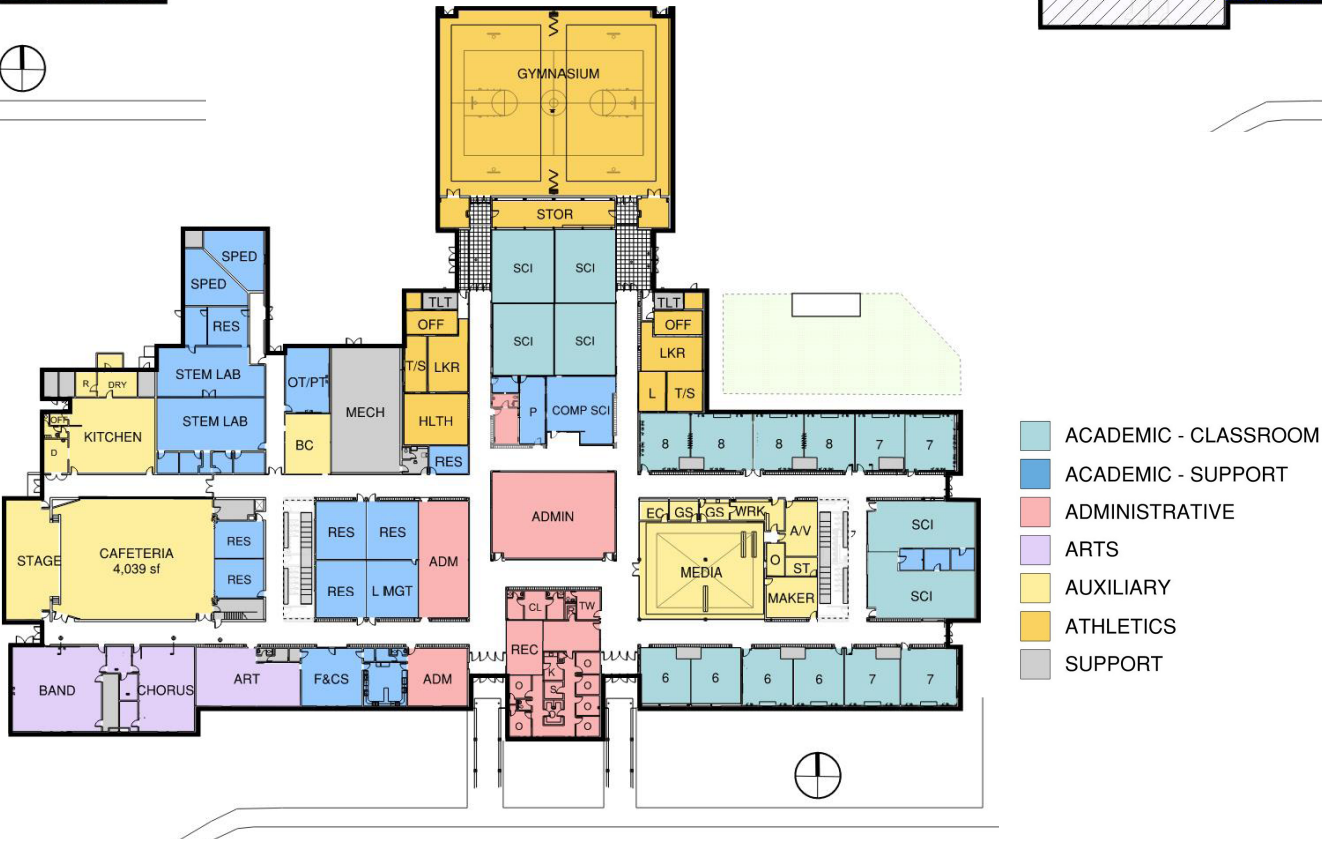 GYMNASIUM
STOR
SCI
SCI
SPED
SPED
TLT
TLT
OFF
OFF
RES
SCI
SCI
T/S
LKR
LKR
STEM LAB
R
DRY
OT/PT
L
T/S
MECH
P
COMP SCI
OFF
STEM LAB
HLTH
KITCHEN
BC
8
8
8
8
7
7
D
RES
ADMIN
EC
GS
GS
WRK
A/V
SCI
RES
RES
RES
STAGE
CAFETERIA
4,039 sf
ADM
MEDIA
O
ST
RES
RES
L MGT
MAKER
SCI
CL
TW
R
REC
K
BAND
CHORUS
ART
F&CS
ADM
O
O
O
S
O
O
O
6
6
6
6
7
7
ACADEMIC - CLASSROOM
ACADEMIC - SUPPORT
ADMINISTRATIVE
ARTS
AUXILIARY
ATHLETICS
SUPPORT